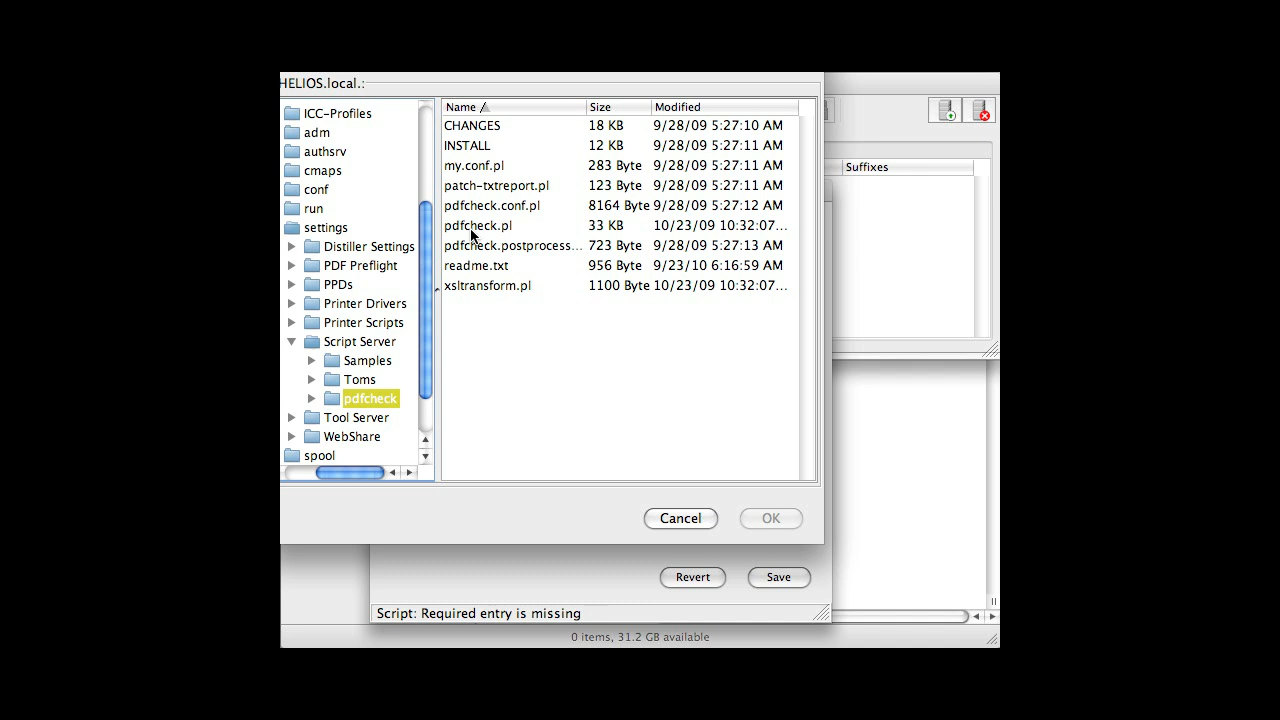 HELIOS.local.:
ICC-Profiles
adm
authsrv
cmaps
conf
run
settings
Distiller Settings
PDF Preflight
PPDs
Printer Drivers
Printer Scripts
Script Server
Samples
Toms
pdfcheck
Tool Server
WebShare
spool
Name Size Modified
CHANGES 18 KB 9/28/09 5:27:10 AM
INSTALL 12 KB 9/28/09 5:27:11 AM
my.conf.pl 283 Byte 9/28/09 5:27:11 AM
patch-txtreport.pl 123 Byte 9/28/09 5:27:11 AM
pdfcheck.conf.pl 8164 Byte 9/28/09 5:27:12 AM
pdfcheck.pl 33 KB 10/23/09 10:32:07...
pdfcheck.postprocess... 723 Byte 9/28/09 5:27:13 AM
readme.txt 956 Byte 9/23/10 6:16:59 AM
xsltransform.pl 1100 Byte 10/23/09 10:32:07...
Suffixes
Cancel OK
Revert Save
Script: Required entry is missing
0 items, 31.2 GB available